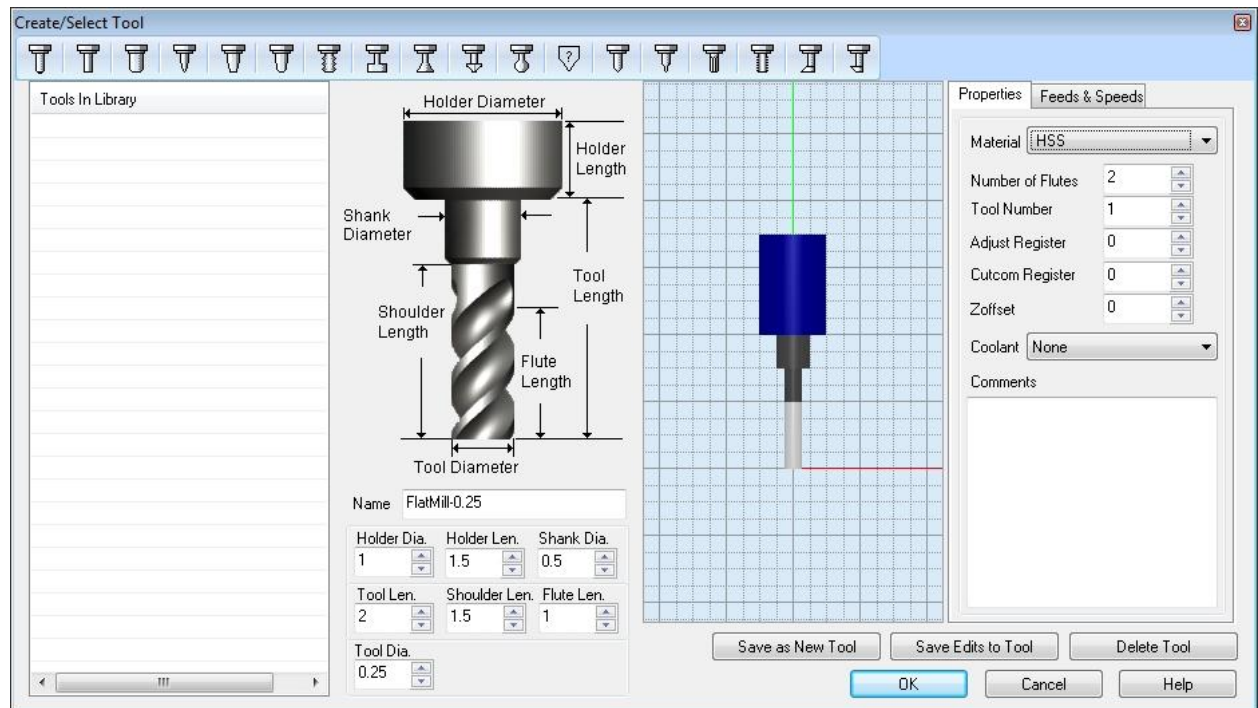 Create/Select Tool
Tools In Library
Holder Diameter
Holder
Length
Shank
Diameter
Tool
Length
Shoulder
Length
Flute
Length
Tool Diameter
Name FlatMill-0.25
Holder Dia. Holder Len. Shank Dia.
1 1.5 0.5
Tool Len. Shoulder Len. Flute Len.
2 1.5 1
Tool Dia.
0.25
?
Properties Feeds & Speeds
Material HSS
Number of Flutes 2
Tool Number 1
Adjust Register 0
Cutcom Register 0
Zoffset 0
Coolant None
Comments
Save as New Tool Save Edits to Tool Delete Tool
OK Cancel Help